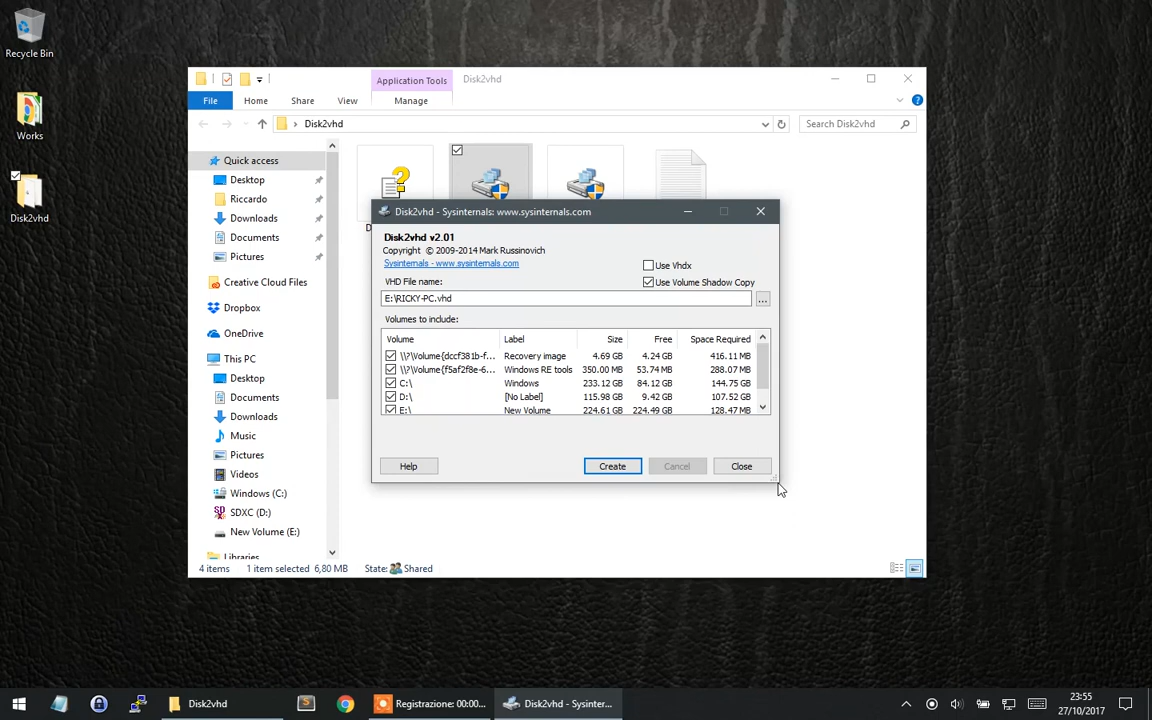 Recycle Bin
Works
Disk2vhd
Application Tools
Disk2vhd
File
Home
Share
View
Manage
Disk2vhd
Search Disk2vhd
Quick access
Desktop
Riccardo
Downloads
Documents
Pictures
Creative Cloud Files
Dropbox
OneDrive
This PC
Desktop
Documents
Downloads
Music
Pictures
Videos
Windows (C:)
SDXC (D:)
New Volume (E:)
Libraries
4 items 1 item selected 6,80 MB State: Shared
Disk2vhd - Sysinternals: www.sysinternals.com
Disk2vhd v2.01
Copyright © 2009-2014 Mark Russinovich
Sysinternals - www.sysinternals.com
Use Vhdx
VHD File name:
Use Volume Shadow Copy
E:\RICKY-PC.vhd
...
Volumes to include:
Volume Label Size Free Space Required
\\?\Volume{dccf381b-f... Recovery image 4.69 GB 4.24 GB 416.11 MB
\\?\Volume{f5af2f8e-6... Windows RE tools 350.00 MB 53.74 MB 288.07 MB
C:\ Windows 233.12 GB 84.12 GB 144.75 GB
D:\ [No Label] 115.98 GB 9.42 GB 107.52 GB
E:\ New Volume 224.61 GB 224.49 GB 128.47 MB
Help
Create
Cancel
Close
Disk2vhd
Registrazione: 00:00...
Disk2vhd - Sysinter...
23:55
27/10/2017